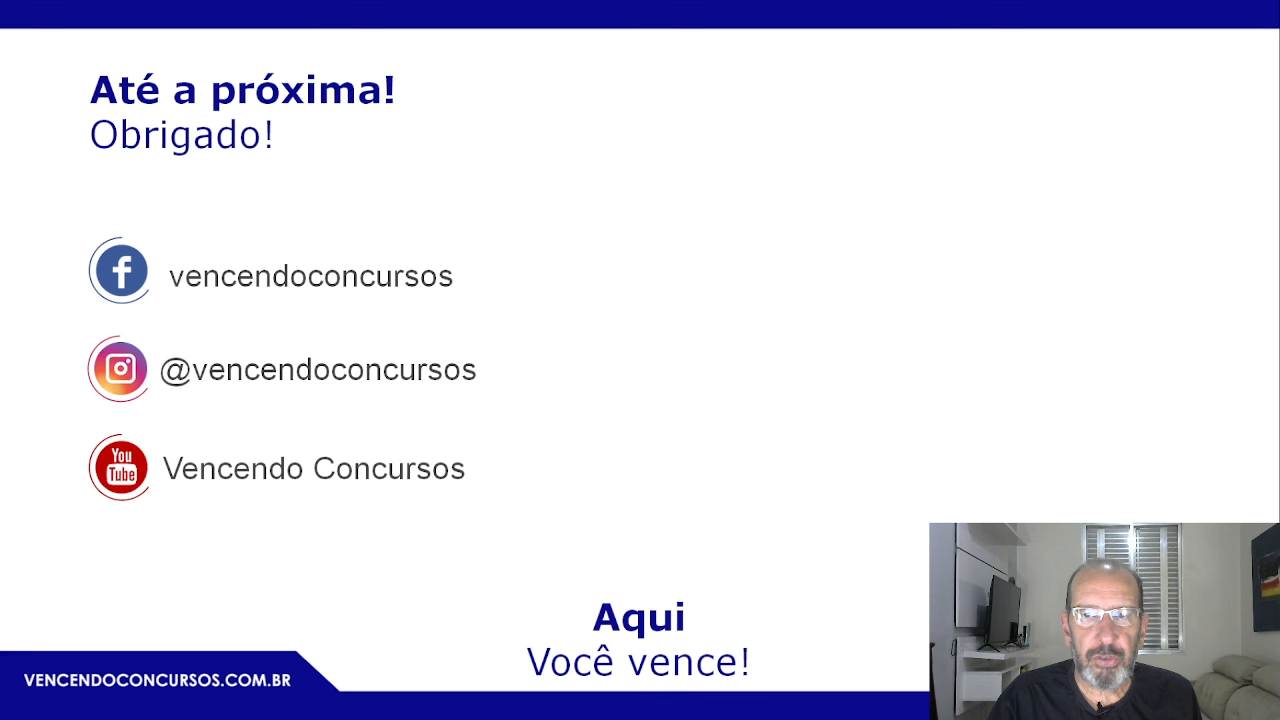 Até a próxima!
Obrigado!
vencendoconcursos
@vencendoconcursos
You
Tube
Vencendo Concursos
Aqui
Você vence!
VENCENDOCONCURSOS.COM.BR